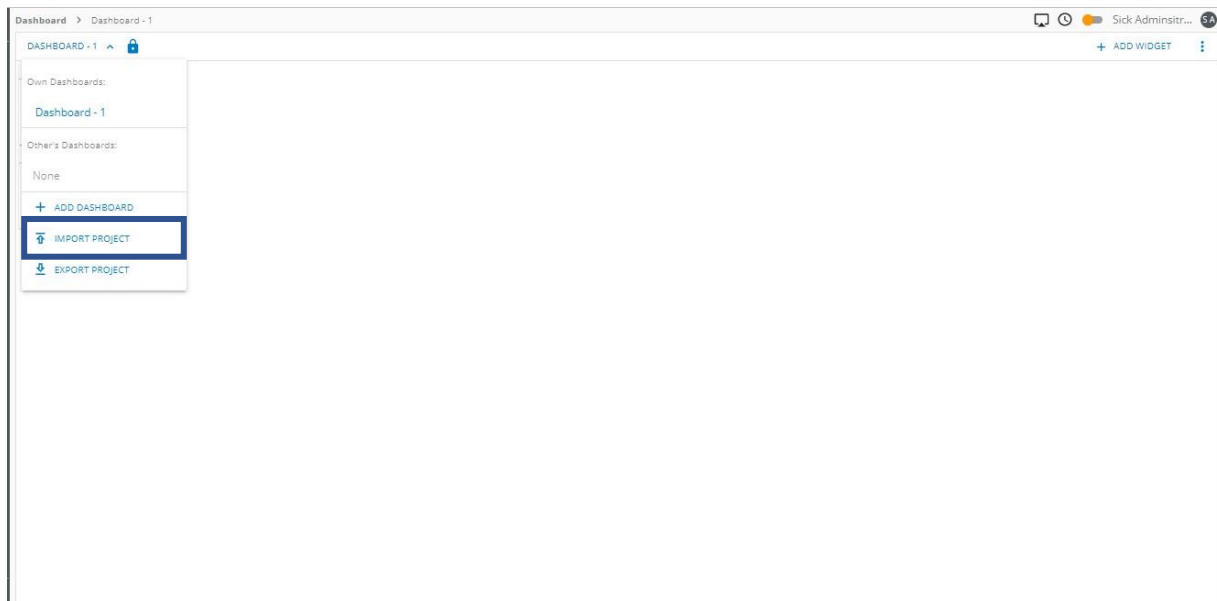 Dashboard > Dashboard - 1
Sick Adminsitr... SA
DASHBOARD - 1
+ ADD WIDGET
Own Dashboards:
Dashboard - 1
Other's Dashboards:
None
+ ADD DASHBOARD
IMPORT PROJECT
EXPORT PROJECT